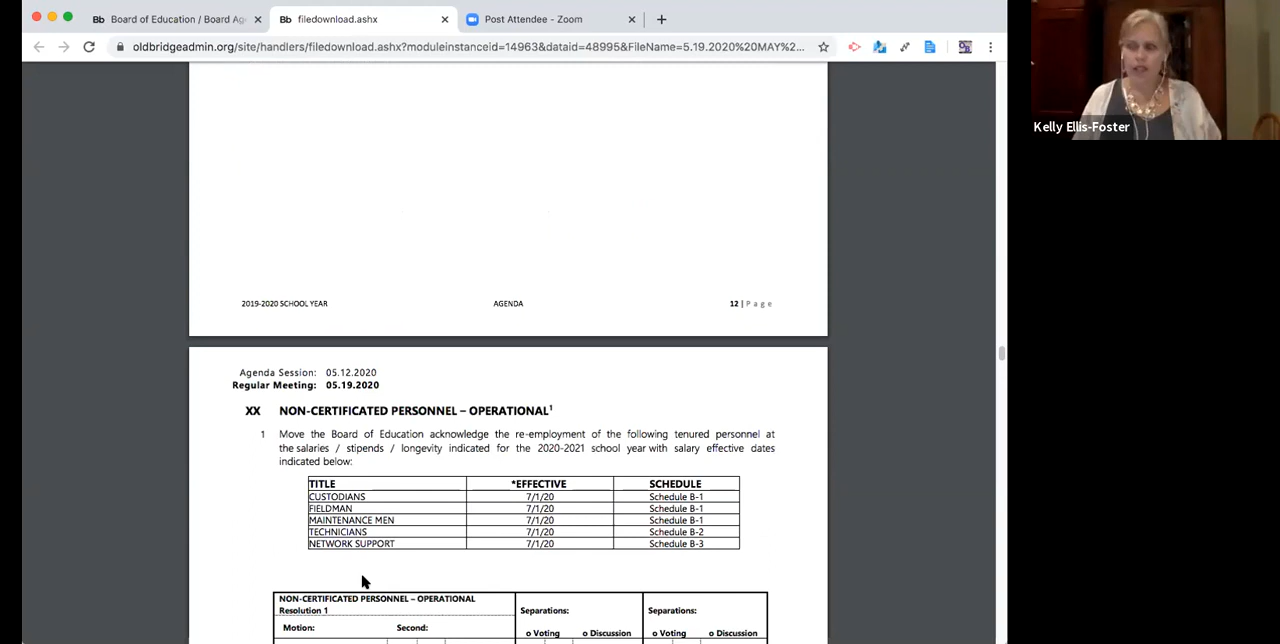 Bb Board of Education / Board Ag
Bb filedownload.ashx
Post Attendee - Zoom
oldbridgeadmin.org/site/handlers/filedownload.ashx?moduleinstanceid=14963&dataid=48995&FileName=5.19.2020%20MAY%2...
Kelly Ellis-Foster
2019-2020 SCHOOL YEAR AGENDA 12 | P a g e
Agenda Session: 05.12.2020
Regular Meeting: 05.19.2020
XX NON-CERTIFICATED PERSONNEL – OPERATIONAL1
1 Move the Board of Education acknowledge the re-employment of the following tenured personnel at
the salaries / stipends / longevity indicated for the 2020-2021 school year with salary effective dates
indicated below:
TITLE *EFFECTIVE SCHEDULE
CUSTODIANS 7/1/20 Schedule B-1
FIELDMAN 7/1/20 Schedule B-1
MAINTENANCE MEN 7/1/20 Schedule B-1
TECHNICIANS 7/1/20 Schedule B-2
NETWORK SUPPORT 7/1/20 Schedule B-3
NON-CERTIFICATED PERSONNEL – OPERATIONAL
Resolution 1 Separations: Separations:
Motion: Second:
o Voting o Discussion o Voting o Discussion